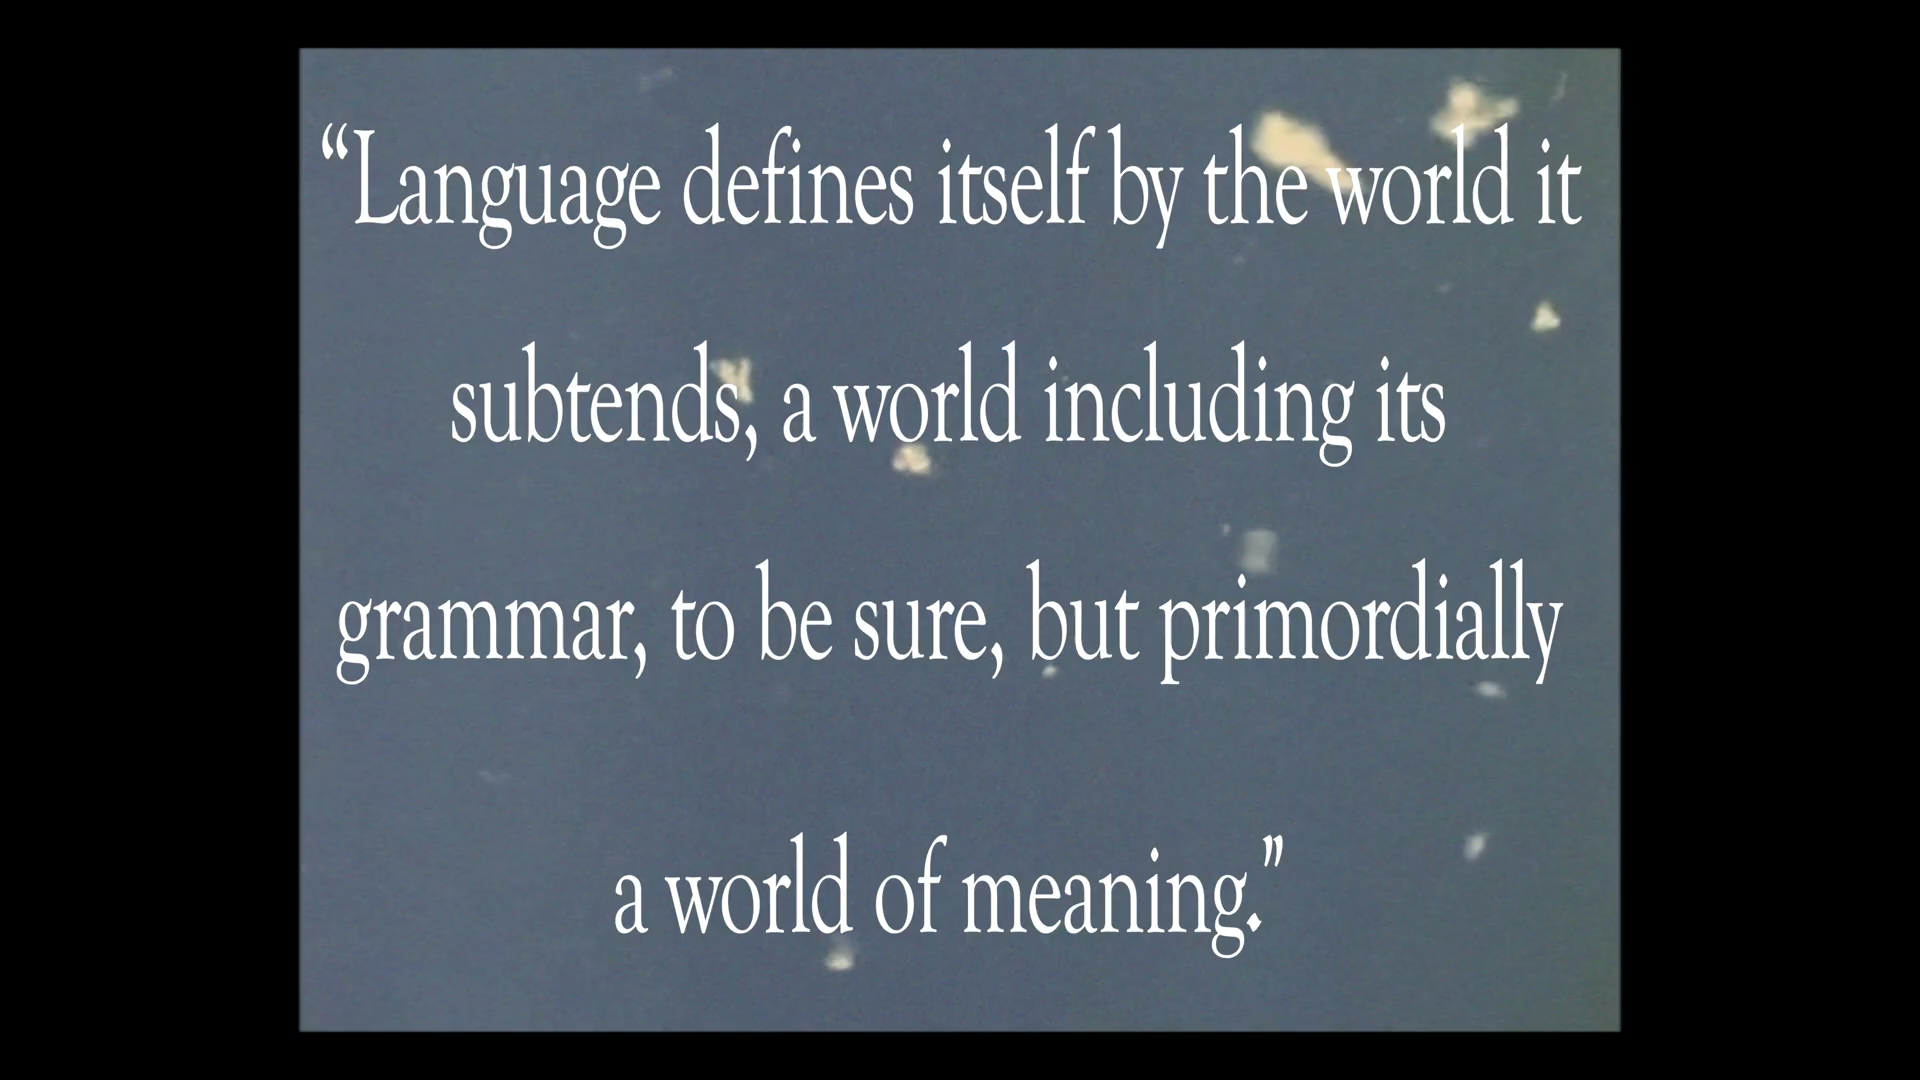 “Language defines itself by the world it
subtends, a world including its
grammar, to be sure, but primordially
a world of meaning.”